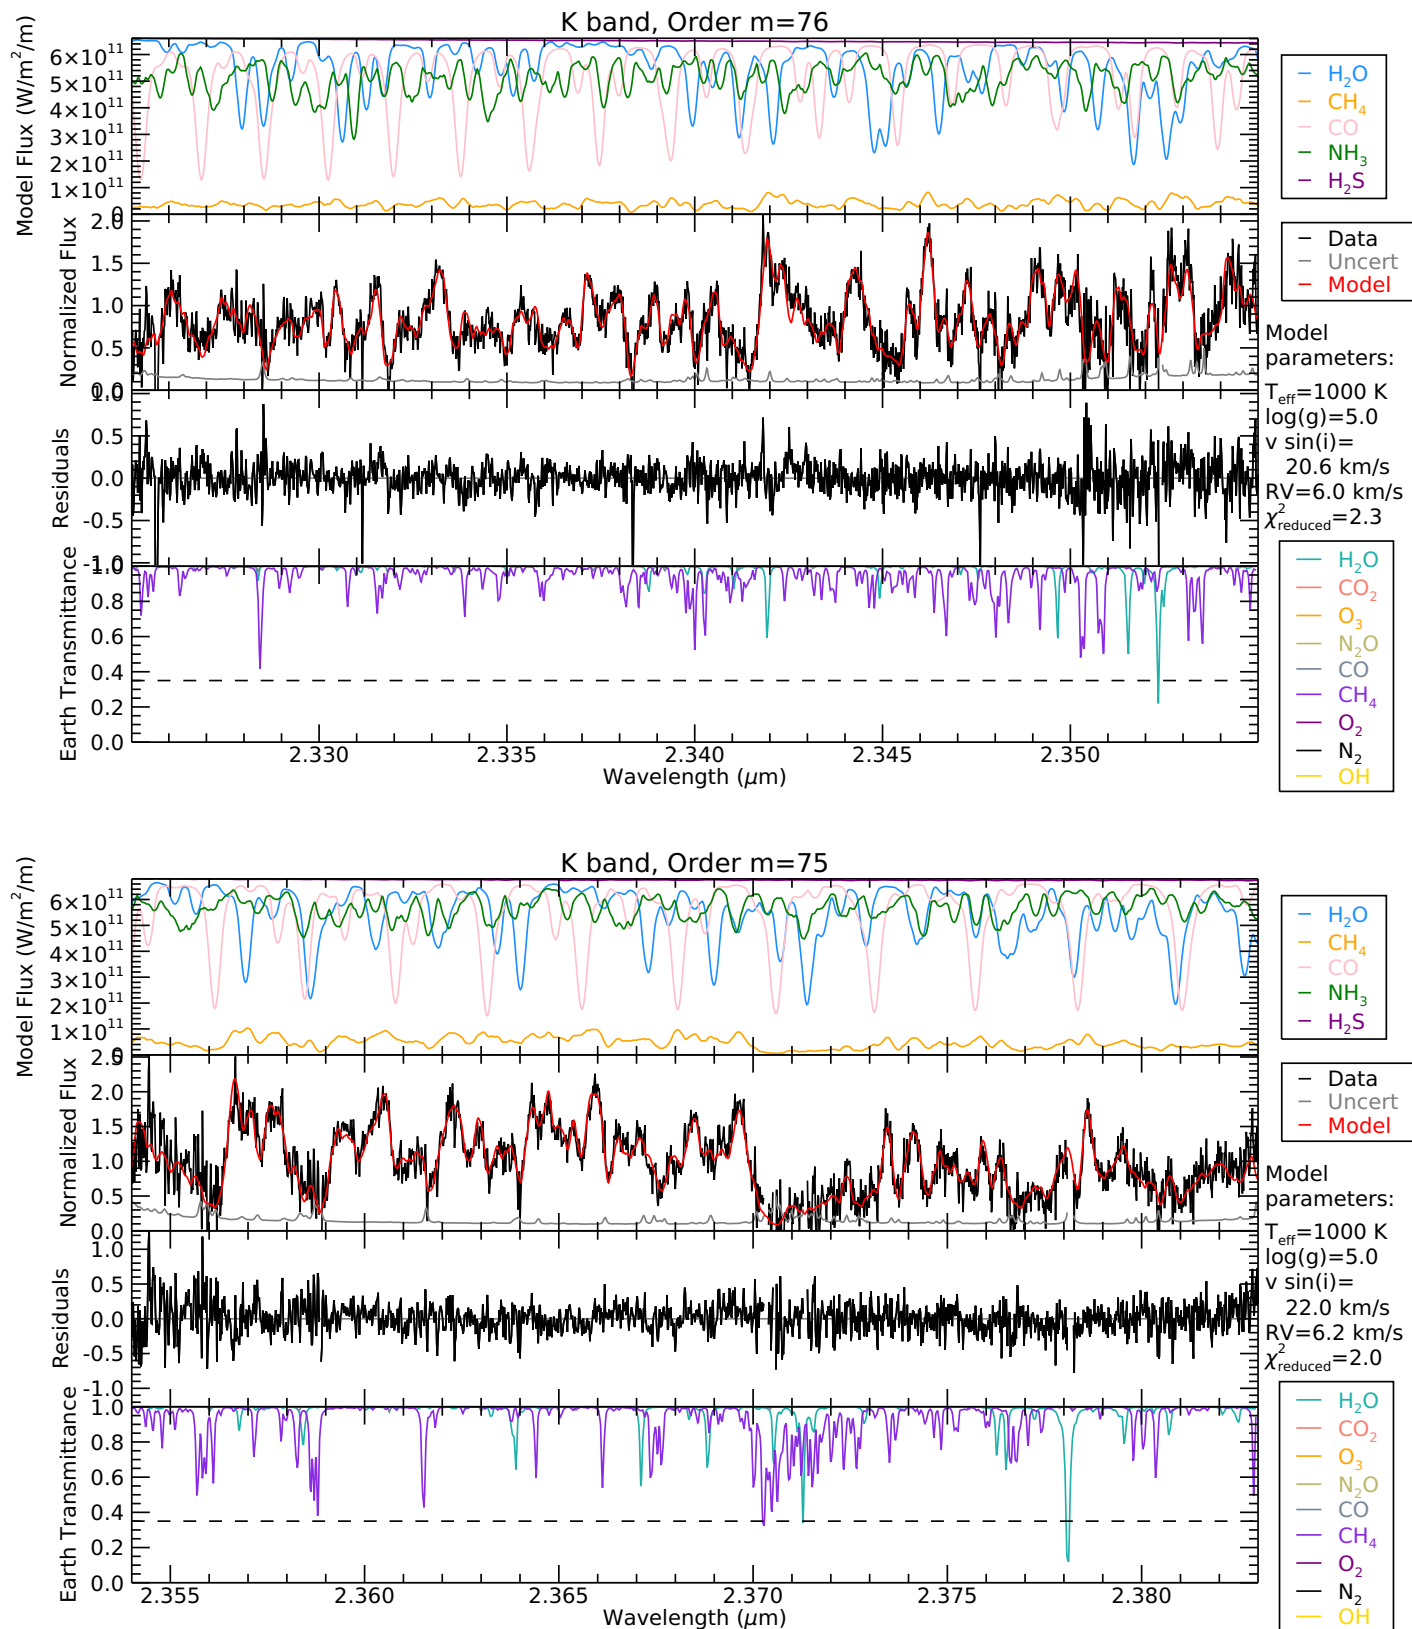 K band, Order m=76
Model Flux (W/m²/m)
6×10¹¹
5×10¹¹
4×10¹¹
3×10¹¹
2×10¹¹
1×10¹¹
0
H₂O
CH₄
CO
NH₃
H₂S
Normalized Flux
2.0
1.5
1.0
0.5
0.0
Data
Uncert
Model
Model
parameters:
T_eff=1000 K
log(g)=5.0
v sin(i)=
20.6 km/s
RV=6.0 km/s
χ²_reduced=2.3
Residuals
0.5
0.0
-0.5
-1.0
Earth Transmittance
1.0
0.8
0.6
0.4
0.2
0.0
2.330 2.335 2.340 2.345 2.350
Wavelength (μm)
H₂O
CO₂
O₃
N₂O
CO
CH₄
O₂
N₂
OH
K band, Order m=75
Model Flux (W/m²/m)
6×10¹¹
5×10¹¹
4×10¹¹
3×10¹¹
2×10¹¹
1×10¹¹
0
H₂O
CH₄
CO
NH₃
H₂S
Normalized Flux
2.5
2.0
1.5
1.0
0.5
0.0
Data
Uncert
Model
Model
parameters:
T_eff=1000 K
log(g)=5.0
v sin(i)=
22.0 km/s
RV=6.2 km/s
χ²_reduced=2.0
Residuals
1.0
0.5
0.0
-0.5
-1.0
Earth Transmittance
1.0
0.8
0.6
0.4
0.2
0.0
2.355 2.360 2.365 2.370 2.375 2.380
Wavelength (μm)
H₂O
CO₂
O₃
N₂O
CO
CH₄
O₂
N₂
OH